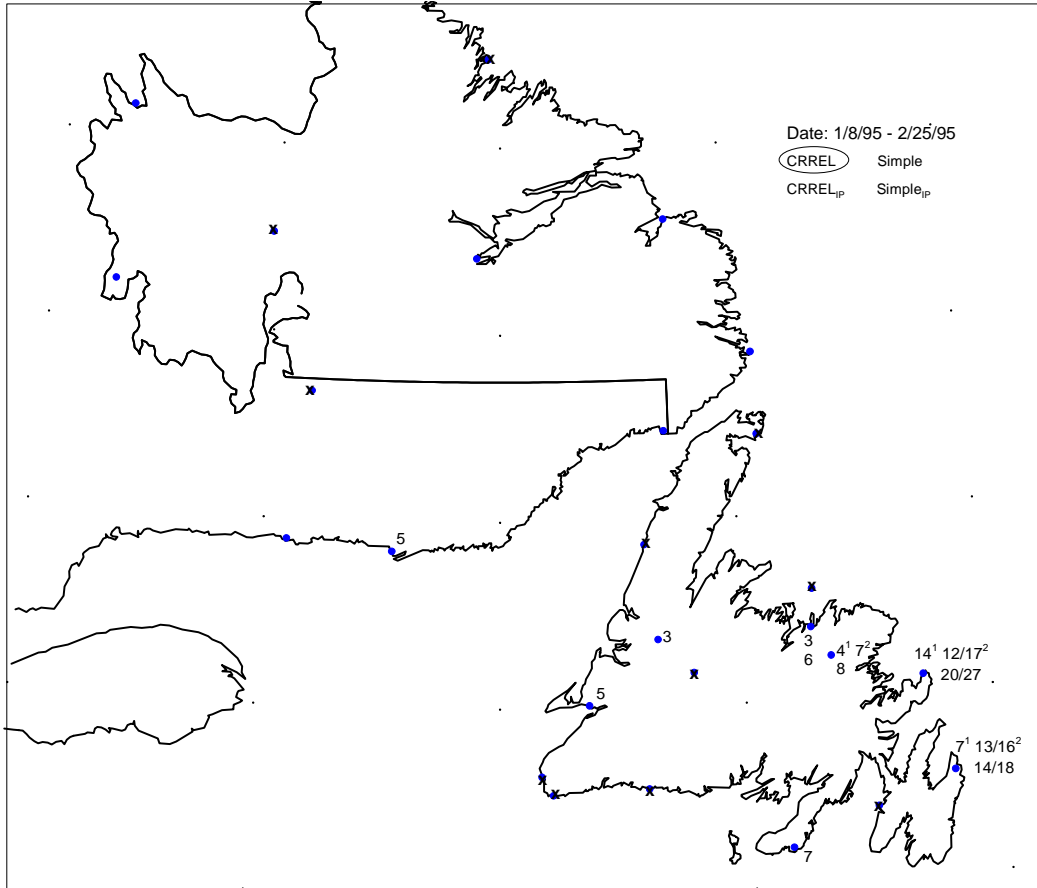 Date: 1/8/95 - 2/25/95
CRREL Simple
CRREL_IP Simple_IP
x
x
x
x
5
x
x
3
3
6
4¹ 7²
8
14¹ 12/17²
20/27
x
5
7¹ 13/16²
14/18
x
x
x
x
7